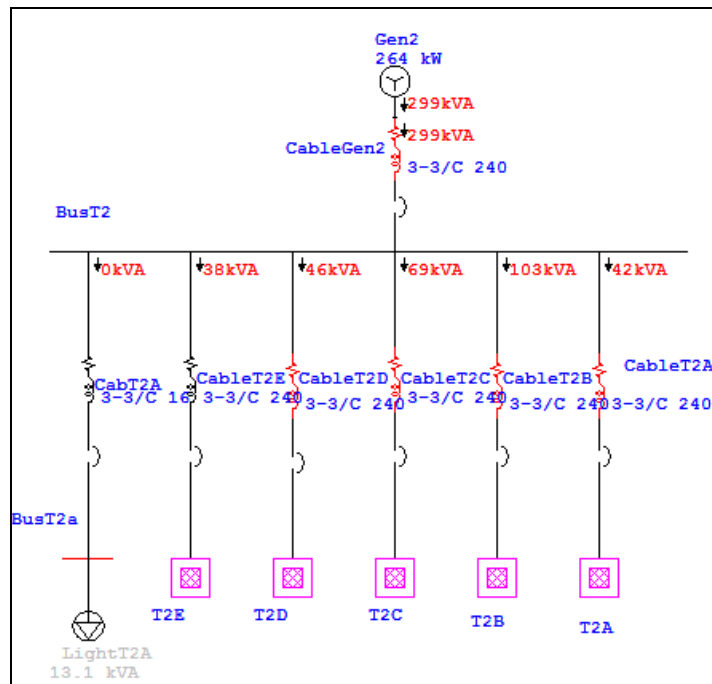 Gen2
264 kW
299kVA
299kVA
CableGen2
3-3/C 240
BusT2
0kVA
38kVA
46kVA
69kVA
103kVA
42kVA
CabT2A
3-3/C 16
CableT2E
3-3/C 240
CableT2D
3-3/C 240
CableT2C
3-3/C 240
CableT2B
3-3/C 240
CableT2A
3-3/C 240
BusT2a
T2E
T2D
T2C
T2B
T2A
LightT2A
13.1 kVA